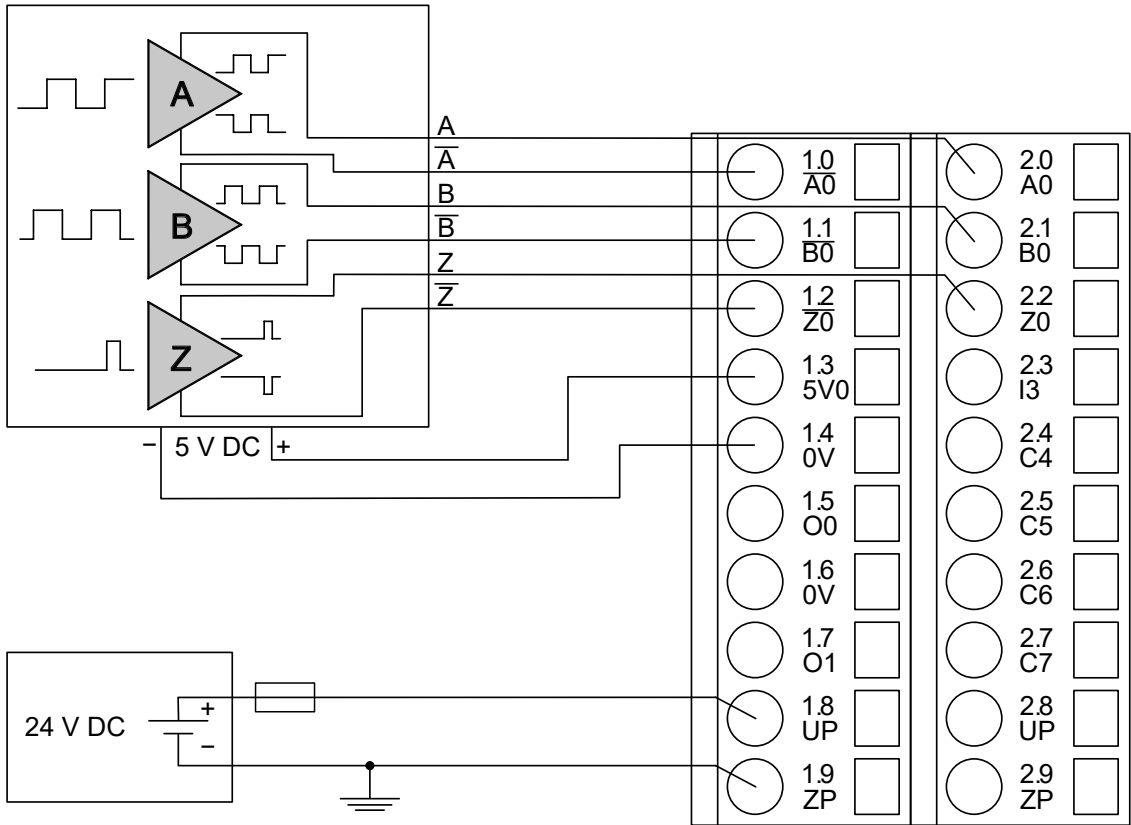 A
B
Z
A
A̅
B
B̅
Z
Z̅
− 5 V DC +
24 V DC
+
−
1.0
A̅0̅
1.1
B̅0̅
1.2
Z̅0̅
1.3
5V0
1.4
0V
1.5
O0
1.6
0V
1.7
O1
1.8
UP
1.9
ZP
2.0
A0
2.1
B0
2.2
Z0
2.3
I3
2.4
C4
2.5
C5
2.6
C6
2.7
C7
2.8
UP
2.9
ZP